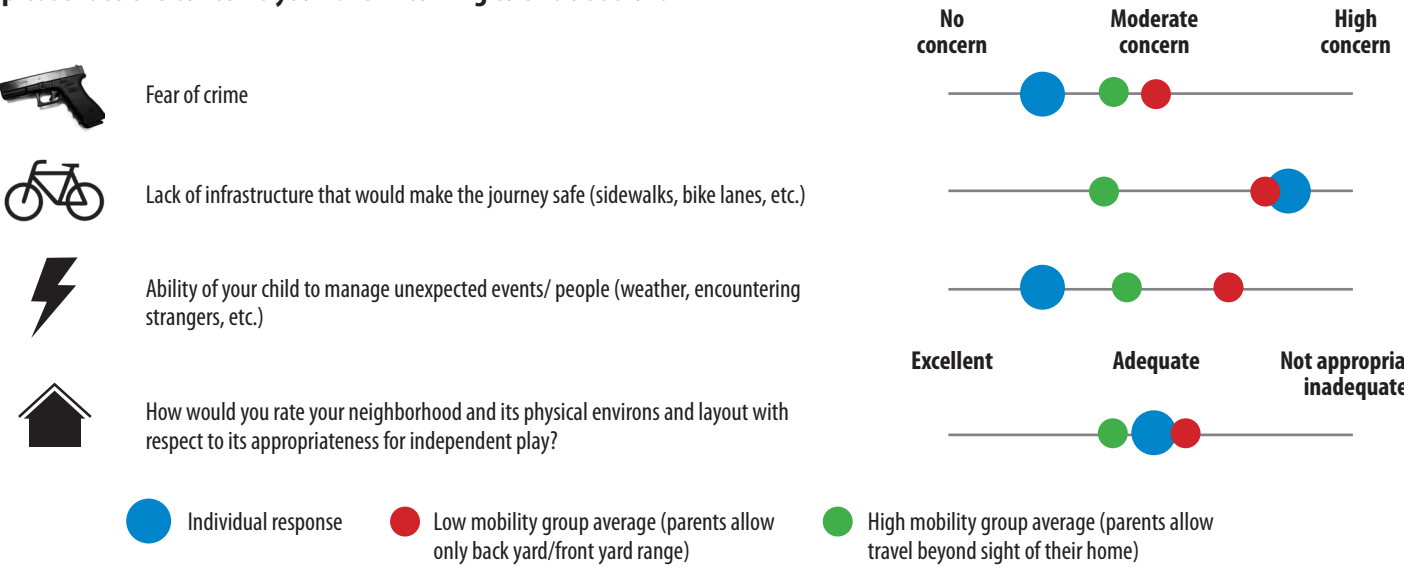 No
concern
Moderate
concern
High
concern
Fear of crime
Lack of infrastructure that would make the journey safe (sidewalks, bike lanes, etc.)
Ability of your child to manage unexpected events/ people (weather, encountering
strangers, etc.)
Excellent
Adequate
Not appropria
inadequate
How would you rate your neighborhood and its physical environs and layout with
respect to its appropriateness for independent play?
Individual response
Low mobility group average (parents allow
only back yard/front yard range)
High mobility group average (parents allow
travel beyond sight of their home)